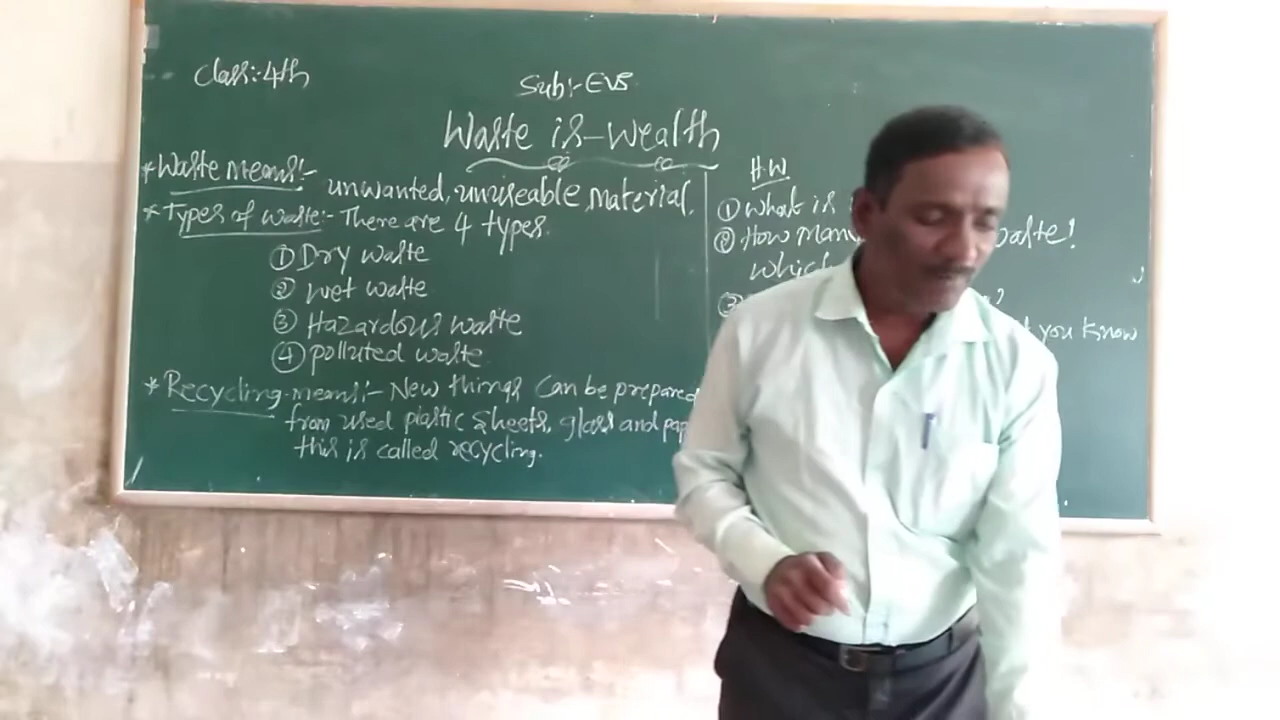 Class:- 4th
Sub:- EVS
Waste is - Wealth
* Waste means:- unwanted, unuseable material.
* Types of waste:- There are 4 types.
① Dry waste
② wet waste
③ Hazardous waste
④ polluted waste.
* Recycling means:- New things can be prepared
from used plastic sheets, glass and pap
this is called recycling.
H.W
① What is
② How many waste?
which
③ ?
you know